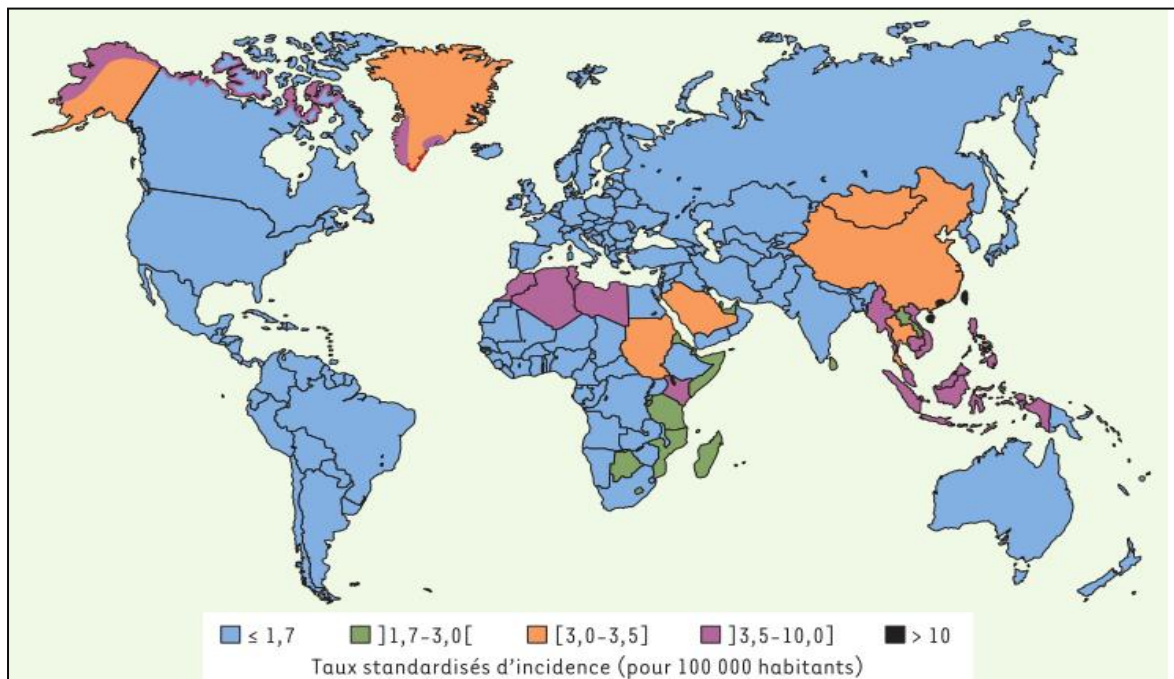 ≤ 1,7 ]1,7–3,0[ [3,0–3,5] ]3,5–10,0] > 10
Taux standardisés d’incidence (pour 100 000 habitants)